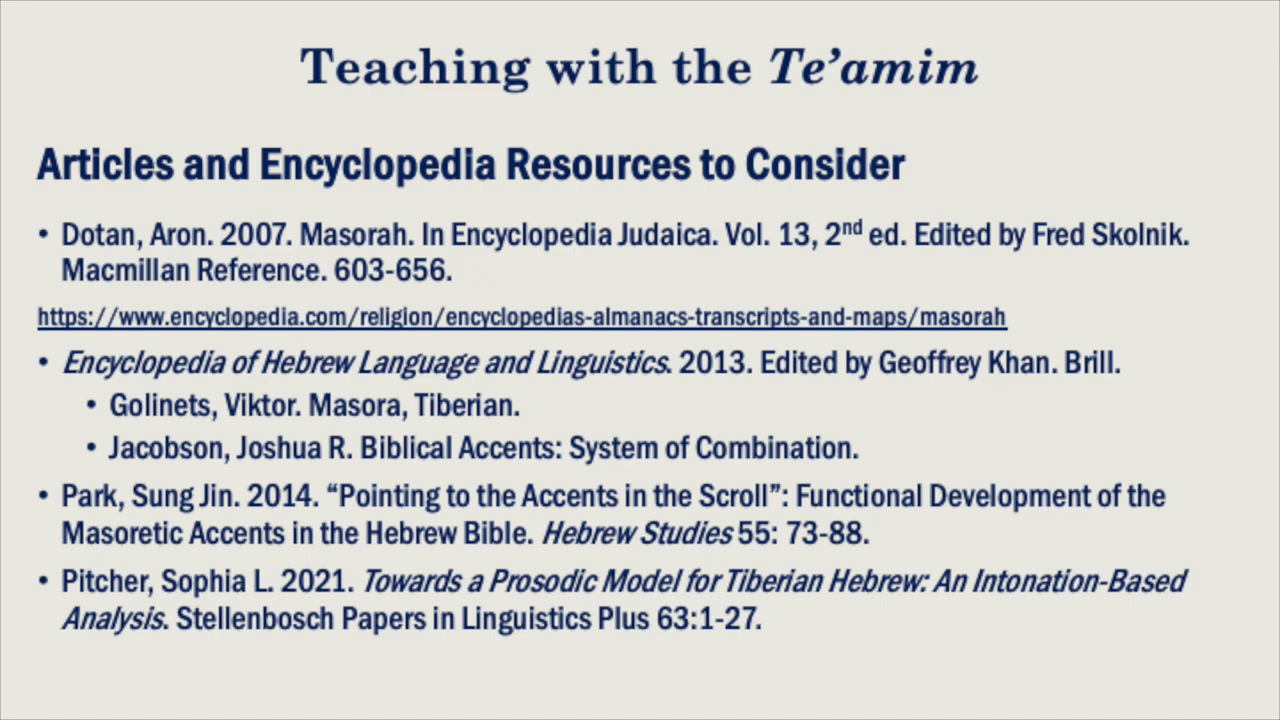 Teaching with the Te’amim
Articles and Encyclopedia Resources to Consider
• Dotan, Aron. 2007. Masorah. In Encyclopedia Judaica. Vol. 13, 2nd ed. Edited by Fred Skolnik.
Macmillan Reference. 603-656.
https://www.encyclopedia.com/religion/encyclopedias-almanacs-transcripts-and-maps/masorah
• Encyclopedia of Hebrew Language and Linguistics. 2013. Edited by Geoffrey Khan. Brill.
• Golinets, Viktor. Masora, Tiberian.
• Jacobson, Joshua R. Biblical Accents: System of Combination.
• Park, Sung Jin. 2014. “Pointing to the Accents in the Scroll”: Functional Development of the
Masoretic Accents in the Hebrew Bible. Hebrew Studies 55: 73-88.
• Pitcher, Sophia L. 2021. Towards a Prosodic Model for Tiberian Hebrew: An Intonation-Based
Analysis. Stellenbosch Papers in Linguistics Plus 63:1-27.